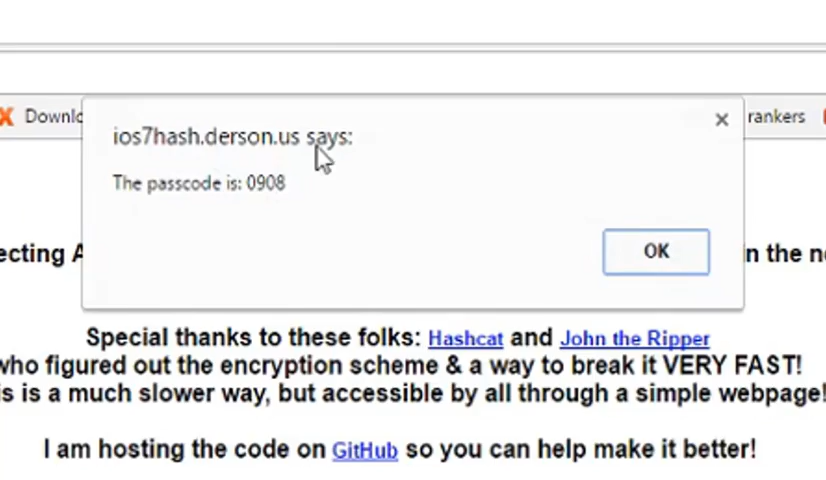 Downlo
rankers
ios7hash.derson.us says:
The passcode is: 0908
OK
ecting A
n the n
Special thanks to these folks: Hashcat and John the Ripper
who figured out the encryption scheme & a way to break it VERY FAST!
is is a much slower way, but accessible by all through a simple webpage!
I am hosting the code on GitHub so you can help make it better!